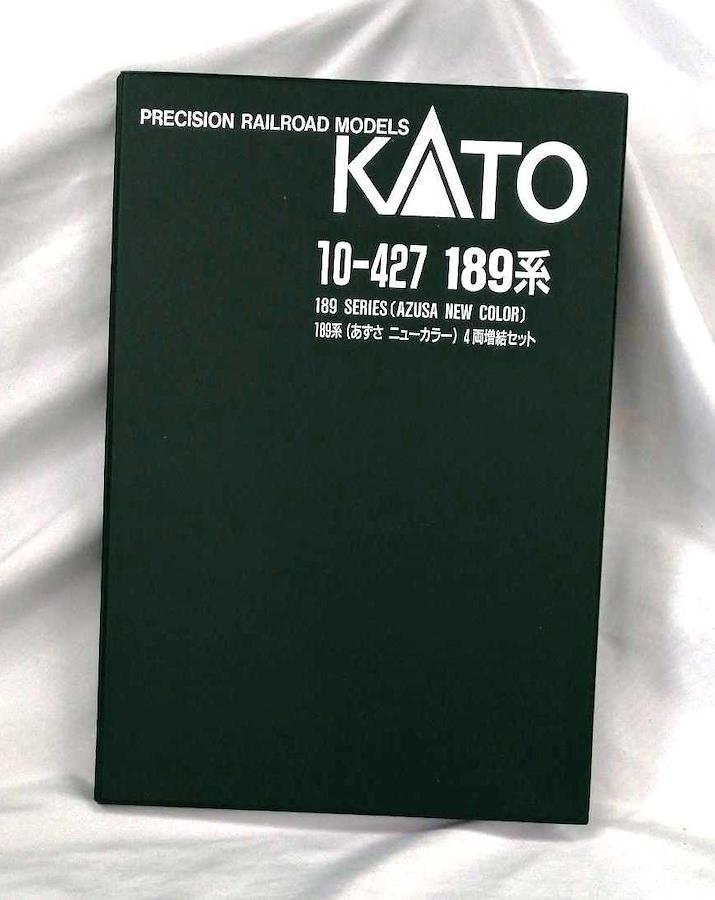 PRECISION RAILROAD MODELS
KATO
10-427 189系
189 SERIES(AZUSA NEW COLOR)
189系(あずさ ニューカラー) 4両増結セット